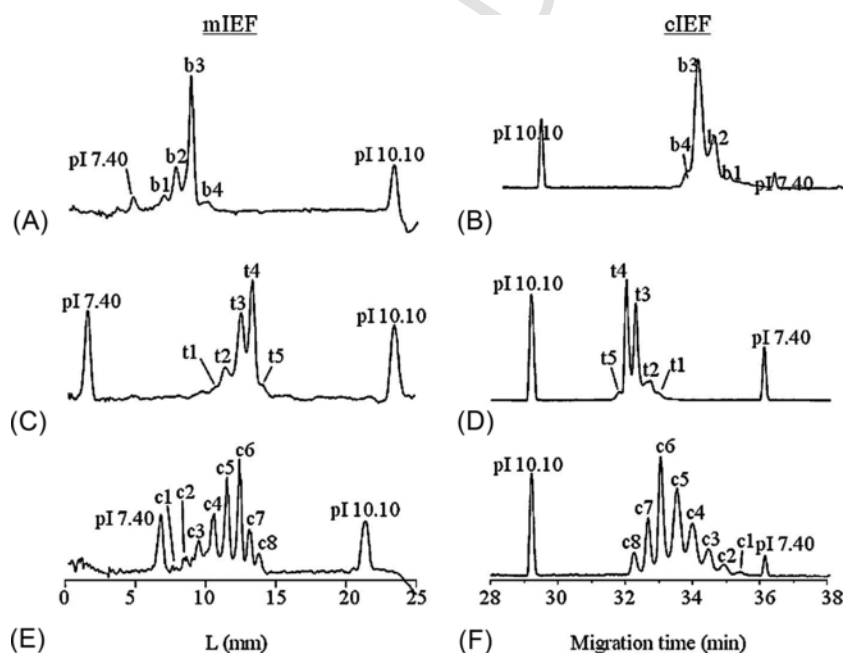 mIEF
cIEF
b3
pI 7.40
b1
b2
b4
pI 10.10
(A)
pI 10.10
b3
b4
b2
b1
pI 7.40
(B)
pI 7.40
t1
t2
t3
t4
t5
pI 10.10
(C)
pI 10.10
t4
t3
t5
t2
t1
pI 7.40
(D)
pI 7.40
c1
c2
c3
c4
c5
c6
c7
c8
pI 10.10
0 5 10 15 20 25
(E)
L (mm)
pI 10.10
c8
c7
c6
c5
c4
c3
c2
c1
pI 7.40
28 30 32 34 36 38
(F)
Migration time (min)